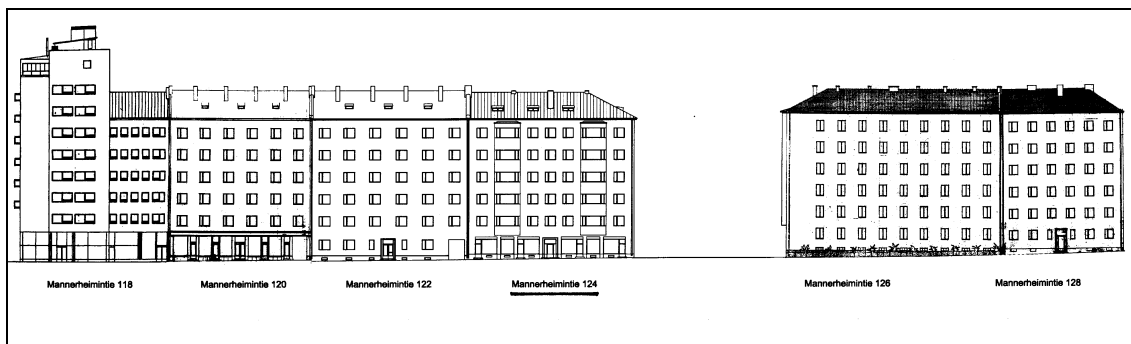 Mannerheimintie 118
Mannerheimintie 120
Mannerheimintie 122
Mannerheimintie 124
Mannerheimintie 126
Mannerheimintie 128